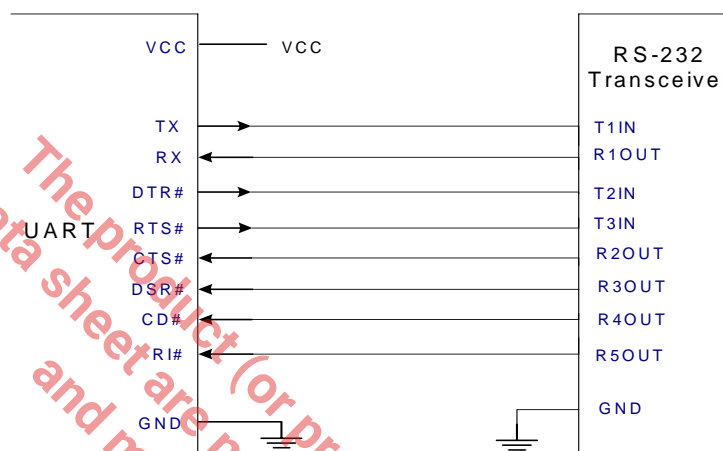 VCC
VCC
RS-232
Transceive
TX
T1IN
RX
R1OUT
DTR#
T2IN
UART
RTS#
T3IN
CTS#
R2OUT
DSR#
R3OUT
CD#
R4OUT
RI#
R5OUT
GND
GND
The product (or pr
ata sheet are n
and m